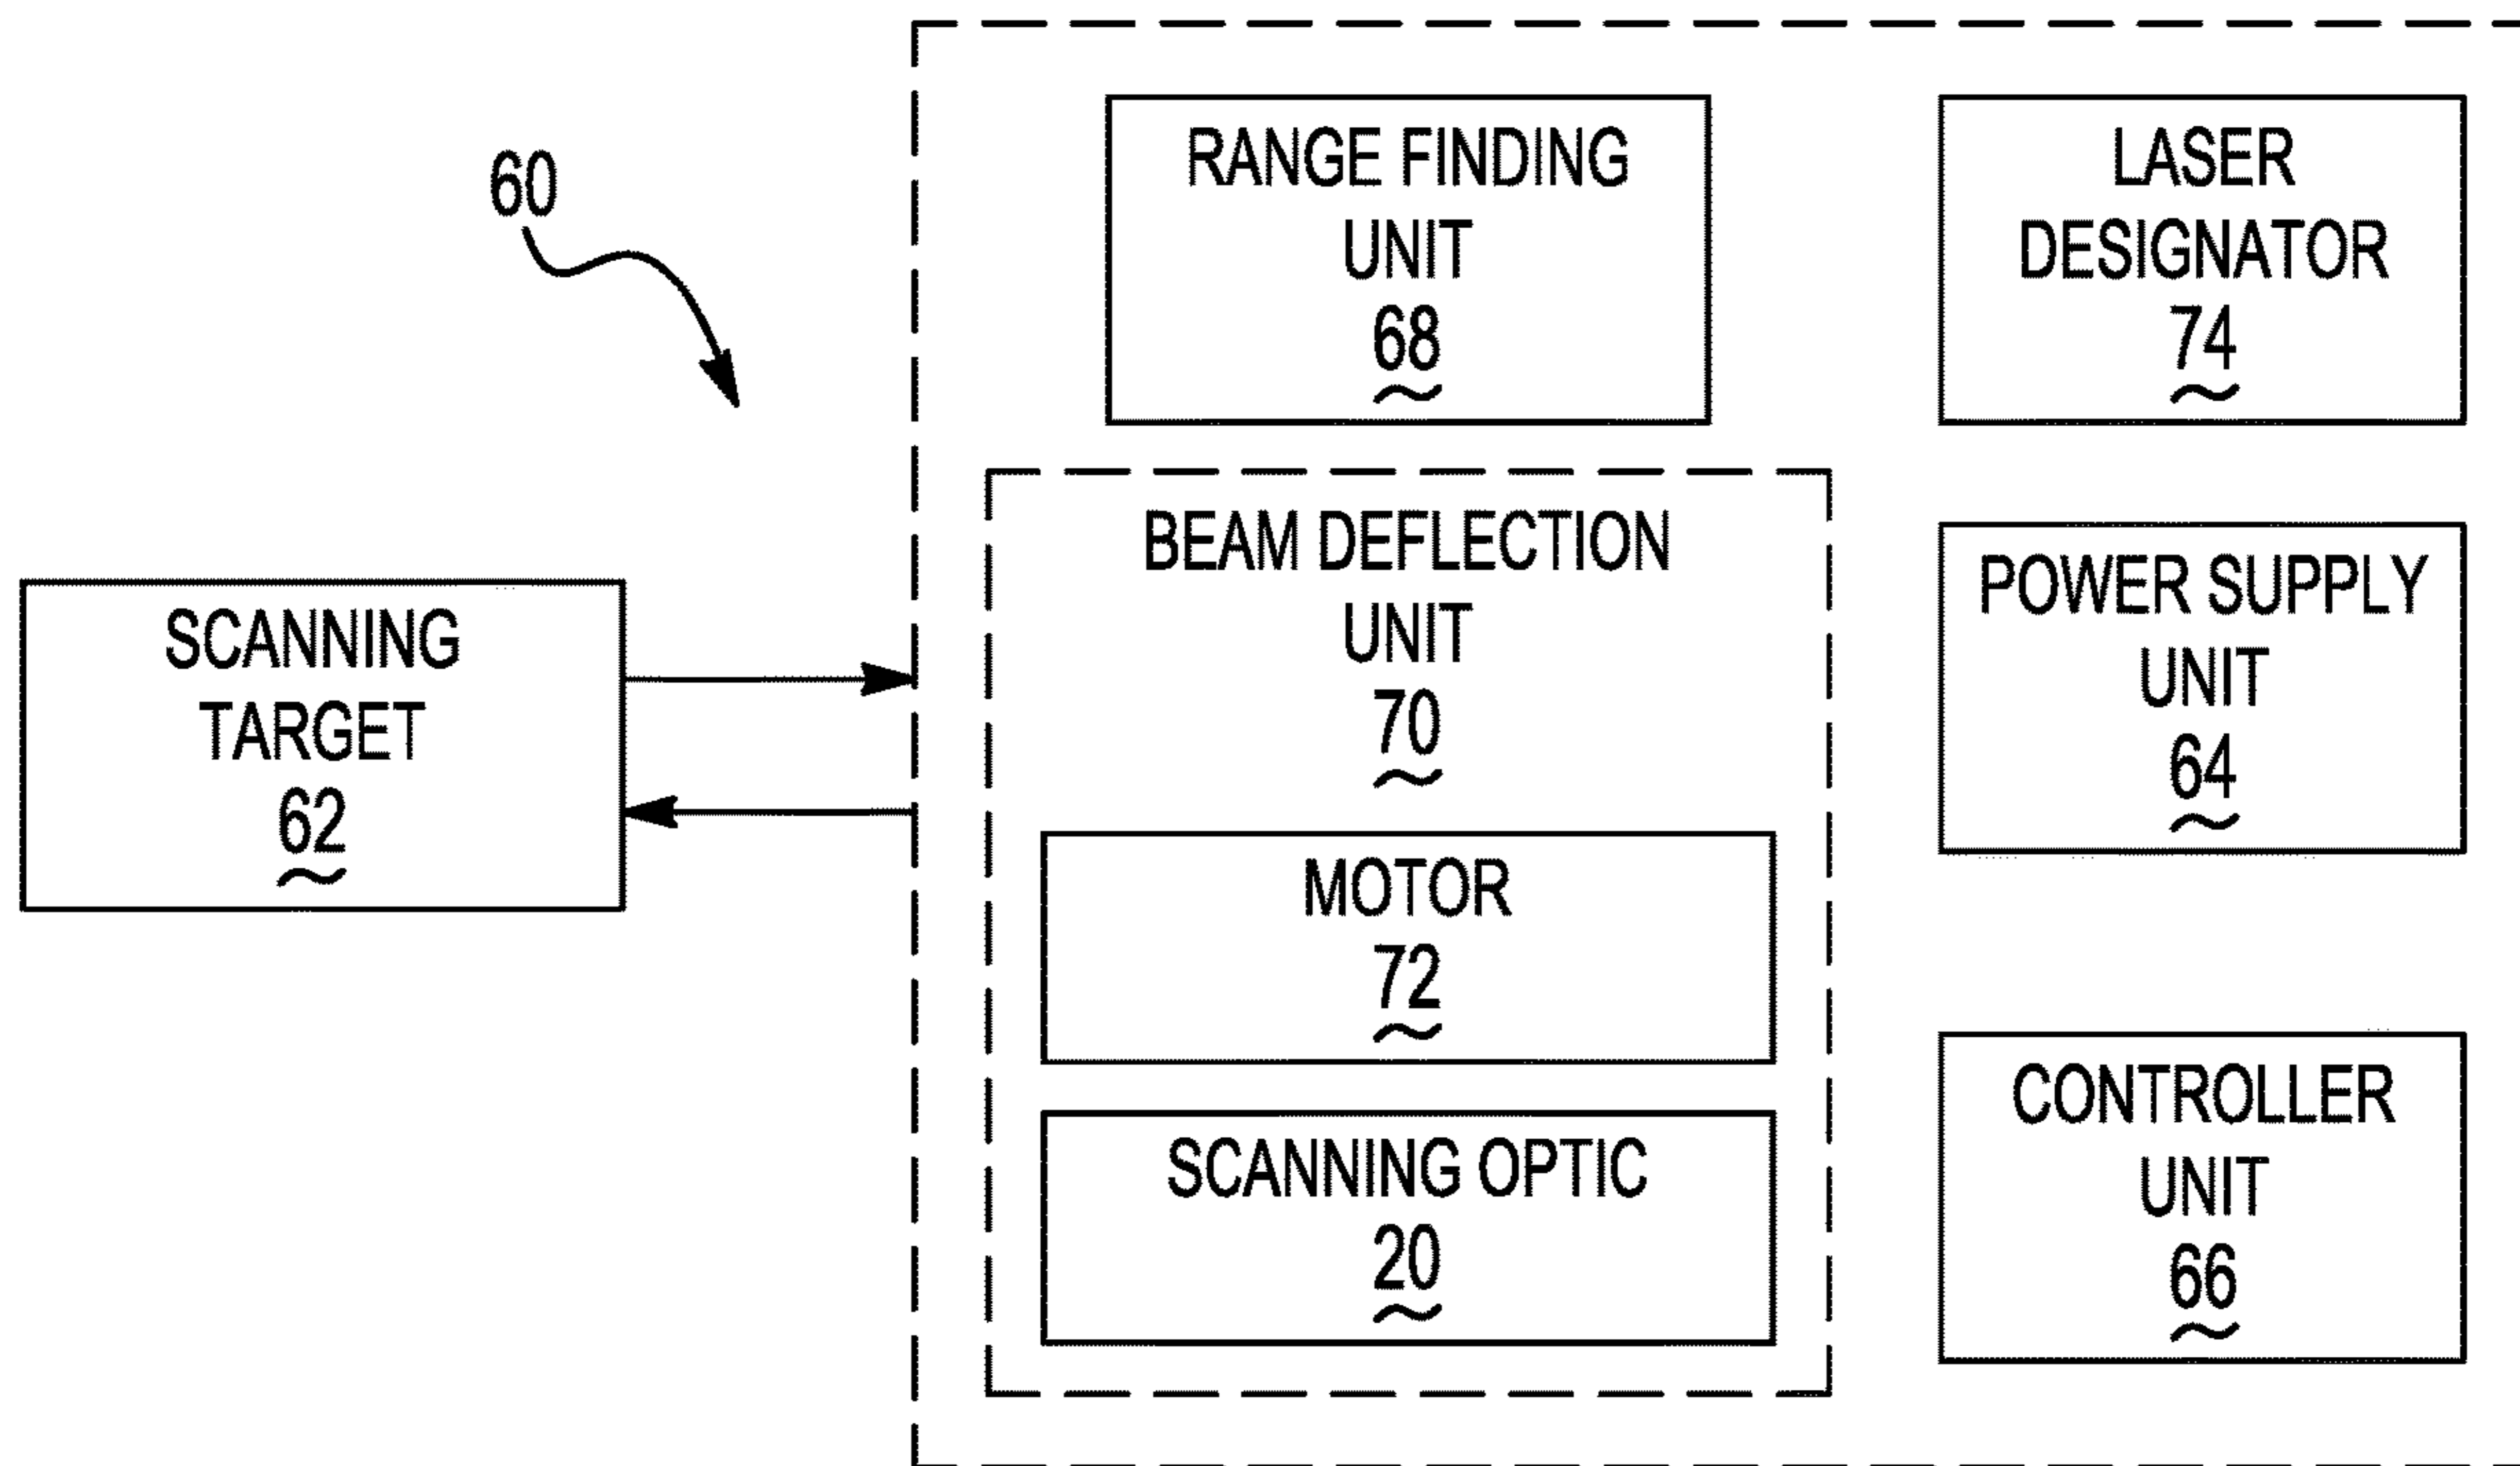 60
SCANNING
TARGET
62
RANGE FINDING
UNIT
68
BEAM DEFLECTION
UNIT
70
MOTOR
72
SCANNING OPTIC
20
LASER
DESIGNATOR
74
POWER SUPPLY
UNIT
64
CONTROLLER
UNIT
66